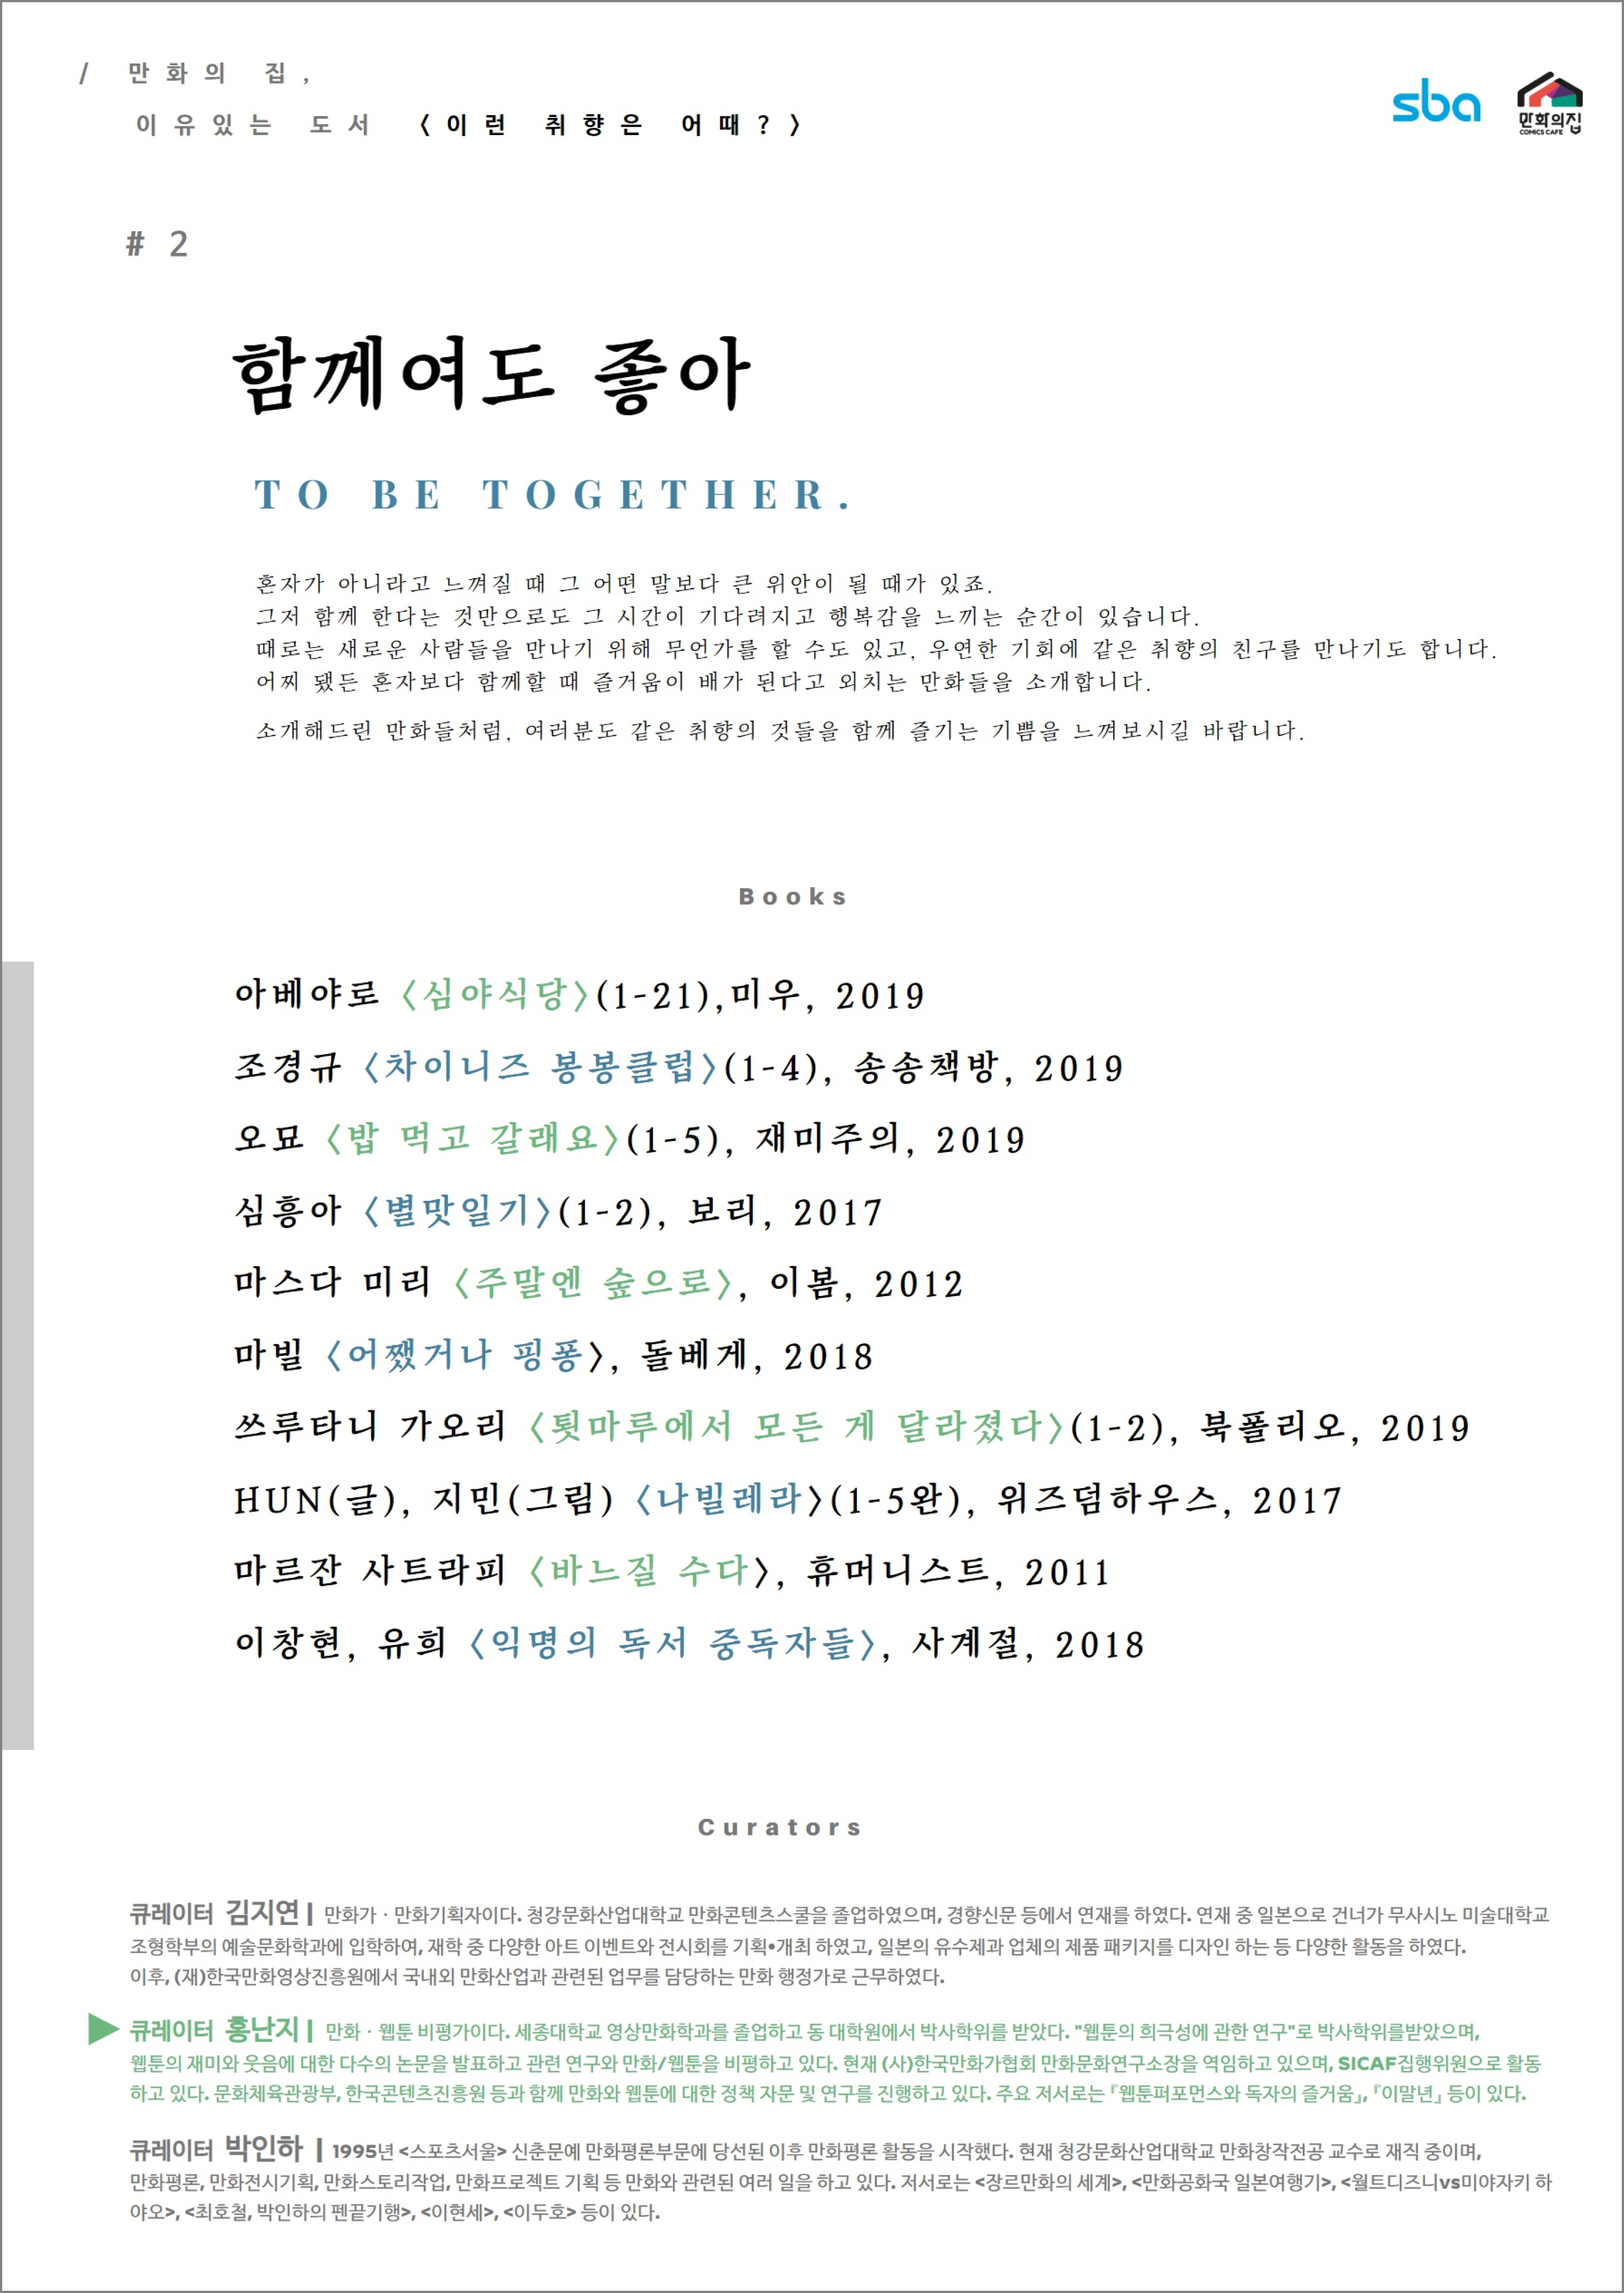 / 만화의 집,
이유있는 도서 〈이런 취향은 어때?〉
sba
만화의집
COMICS CAFE
# 2
함께여도 좋아
TO BE TOGETHER.
혼자가 아니라고 느껴질 때 그 어떤 말보다 큰 위안이 될 때가 있죠.
그저 함께 한다는 것만으로도 그 시간이 기다려지고 행복감을 느끼는 순간이 있습니다.
때로는 새로운 사람들을 만나기 위해 무언가를 할 수도 있고, 우연한 기회에 같은 취향의 친구를 만나기도 합니다.
어찌 됐든 혼자보다 함께할 때 즐거움이 배가 된다고 외치는 만화들을 소개합니다.
소개해드린 만화들처럼, 여러분도 같은 취향의 것들을 함께 즐기는 기쁨을 느껴보시길 바랍니다.
Books
아베야로 〈심야식당〉(1-21),미우, 2019
조경규 〈차이니즈 봉봉클럽〉(1-4), 송송책방, 2019
오묘 〈밥 먹고 갈래요〉(1-5), 재미주의, 2019
심흥아 〈별맛일기〉(1-2), 보리, 2017
마스다 미리 〈주말엔 숲으로〉, 이봄, 2012
마빌 〈어쨌거나 핑퐁〉, 돌베게, 2018
쓰루타니 가오리 〈툇마루에서 모든 게 달라졌다〉(1-2), 북폴리오, 2019
HUN(글), 지민(그림) 〈나빌레라〉(1-5완), 위즈덤하우스, 2017
마르잔 사트라피 〈바느질 수다〉, 휴머니스트, 2011
이창현, 유희 〈익명의 독서 중독자들〉, 사계절, 2018
Curators
큐레이터 김지연 | 만화가 · 만화기획자이다. 청강문화산업대학교 만화콘텐츠스쿨을 졸업하였으며, 경향신문 등에서 연재를 하였다. 연재 중 일본으로 건너가 무사시노 미술대학교
조형학부의 예술문화학과에 입학하여, 재학 중 다양한 아트 이벤트와 전시회를 기획•개최 하였고, 일본의 유수제과 업체의 제품 패키지를 디자인 하는 등 다양한 활동을 하였다.
이후, (재)한국만화영상진흥원에서 국내외 만화산업과 관련된 업무를 담당하는 만화 행정가로 근무하였다.
▶ 큐레이터 홍난지 | 만화 · 웹툰 비평가이다. 세종대학교 영상만화학과를 졸업하고 동 대학원에서 박사학위를 받았다. "웹툰의 희극성에 관한 연구"로 박사학위를받았으며,
웹툰의 재미와 웃음에 대한 다수의 논문을 발표하고 관련 연구와 만화/웹툰을 비평하고 있다. 현재 (사)한국만화가협회 만화문화연구소장을 역임하고 있으며, SICAF집행위원으로 활동
하고 있다. 문화체육관광부, 한국콘텐츠진흥원 등과 함께 만화와 웹툰에 대한 정책 자문 및 연구를 진행하고 있다. 주요 저서로는 『웹툰퍼포먼스와 독자의 즐거움』, 『이말년』 등이 있다.
큐레이터 박인하 | 1995년 <스포츠서울> 신춘문예 만화평론부문에 당선된 이후 만화평론 활동을 시작했다. 현재 청강문화산업대학교 만화창작전공 교수로 재직 중이며,
만화평론, 만화전시기획, 만화스토리작업, 만화프로젝트 기획 등 만화와 관련된 여러 일을 하고 있다. 저서로는 <장르만화의 세계>, <만화공화국 일본여행기>, <월트디즈니vs미야자키 하
야오>, <최호철, 박인하의 펜끝기행>, <이현세>, <이두호> 등이 있다.